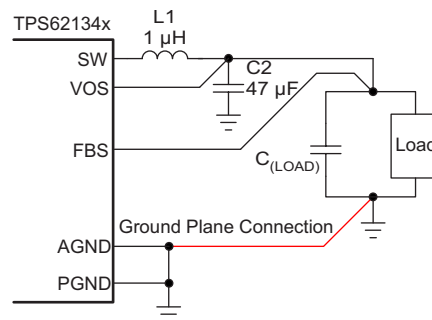 TPS62134x
L1
1 µH
SW
VOS
C2
47 µF
FBS
C(LOAD)
Load
Ground Plane Connection
AGND
PGND